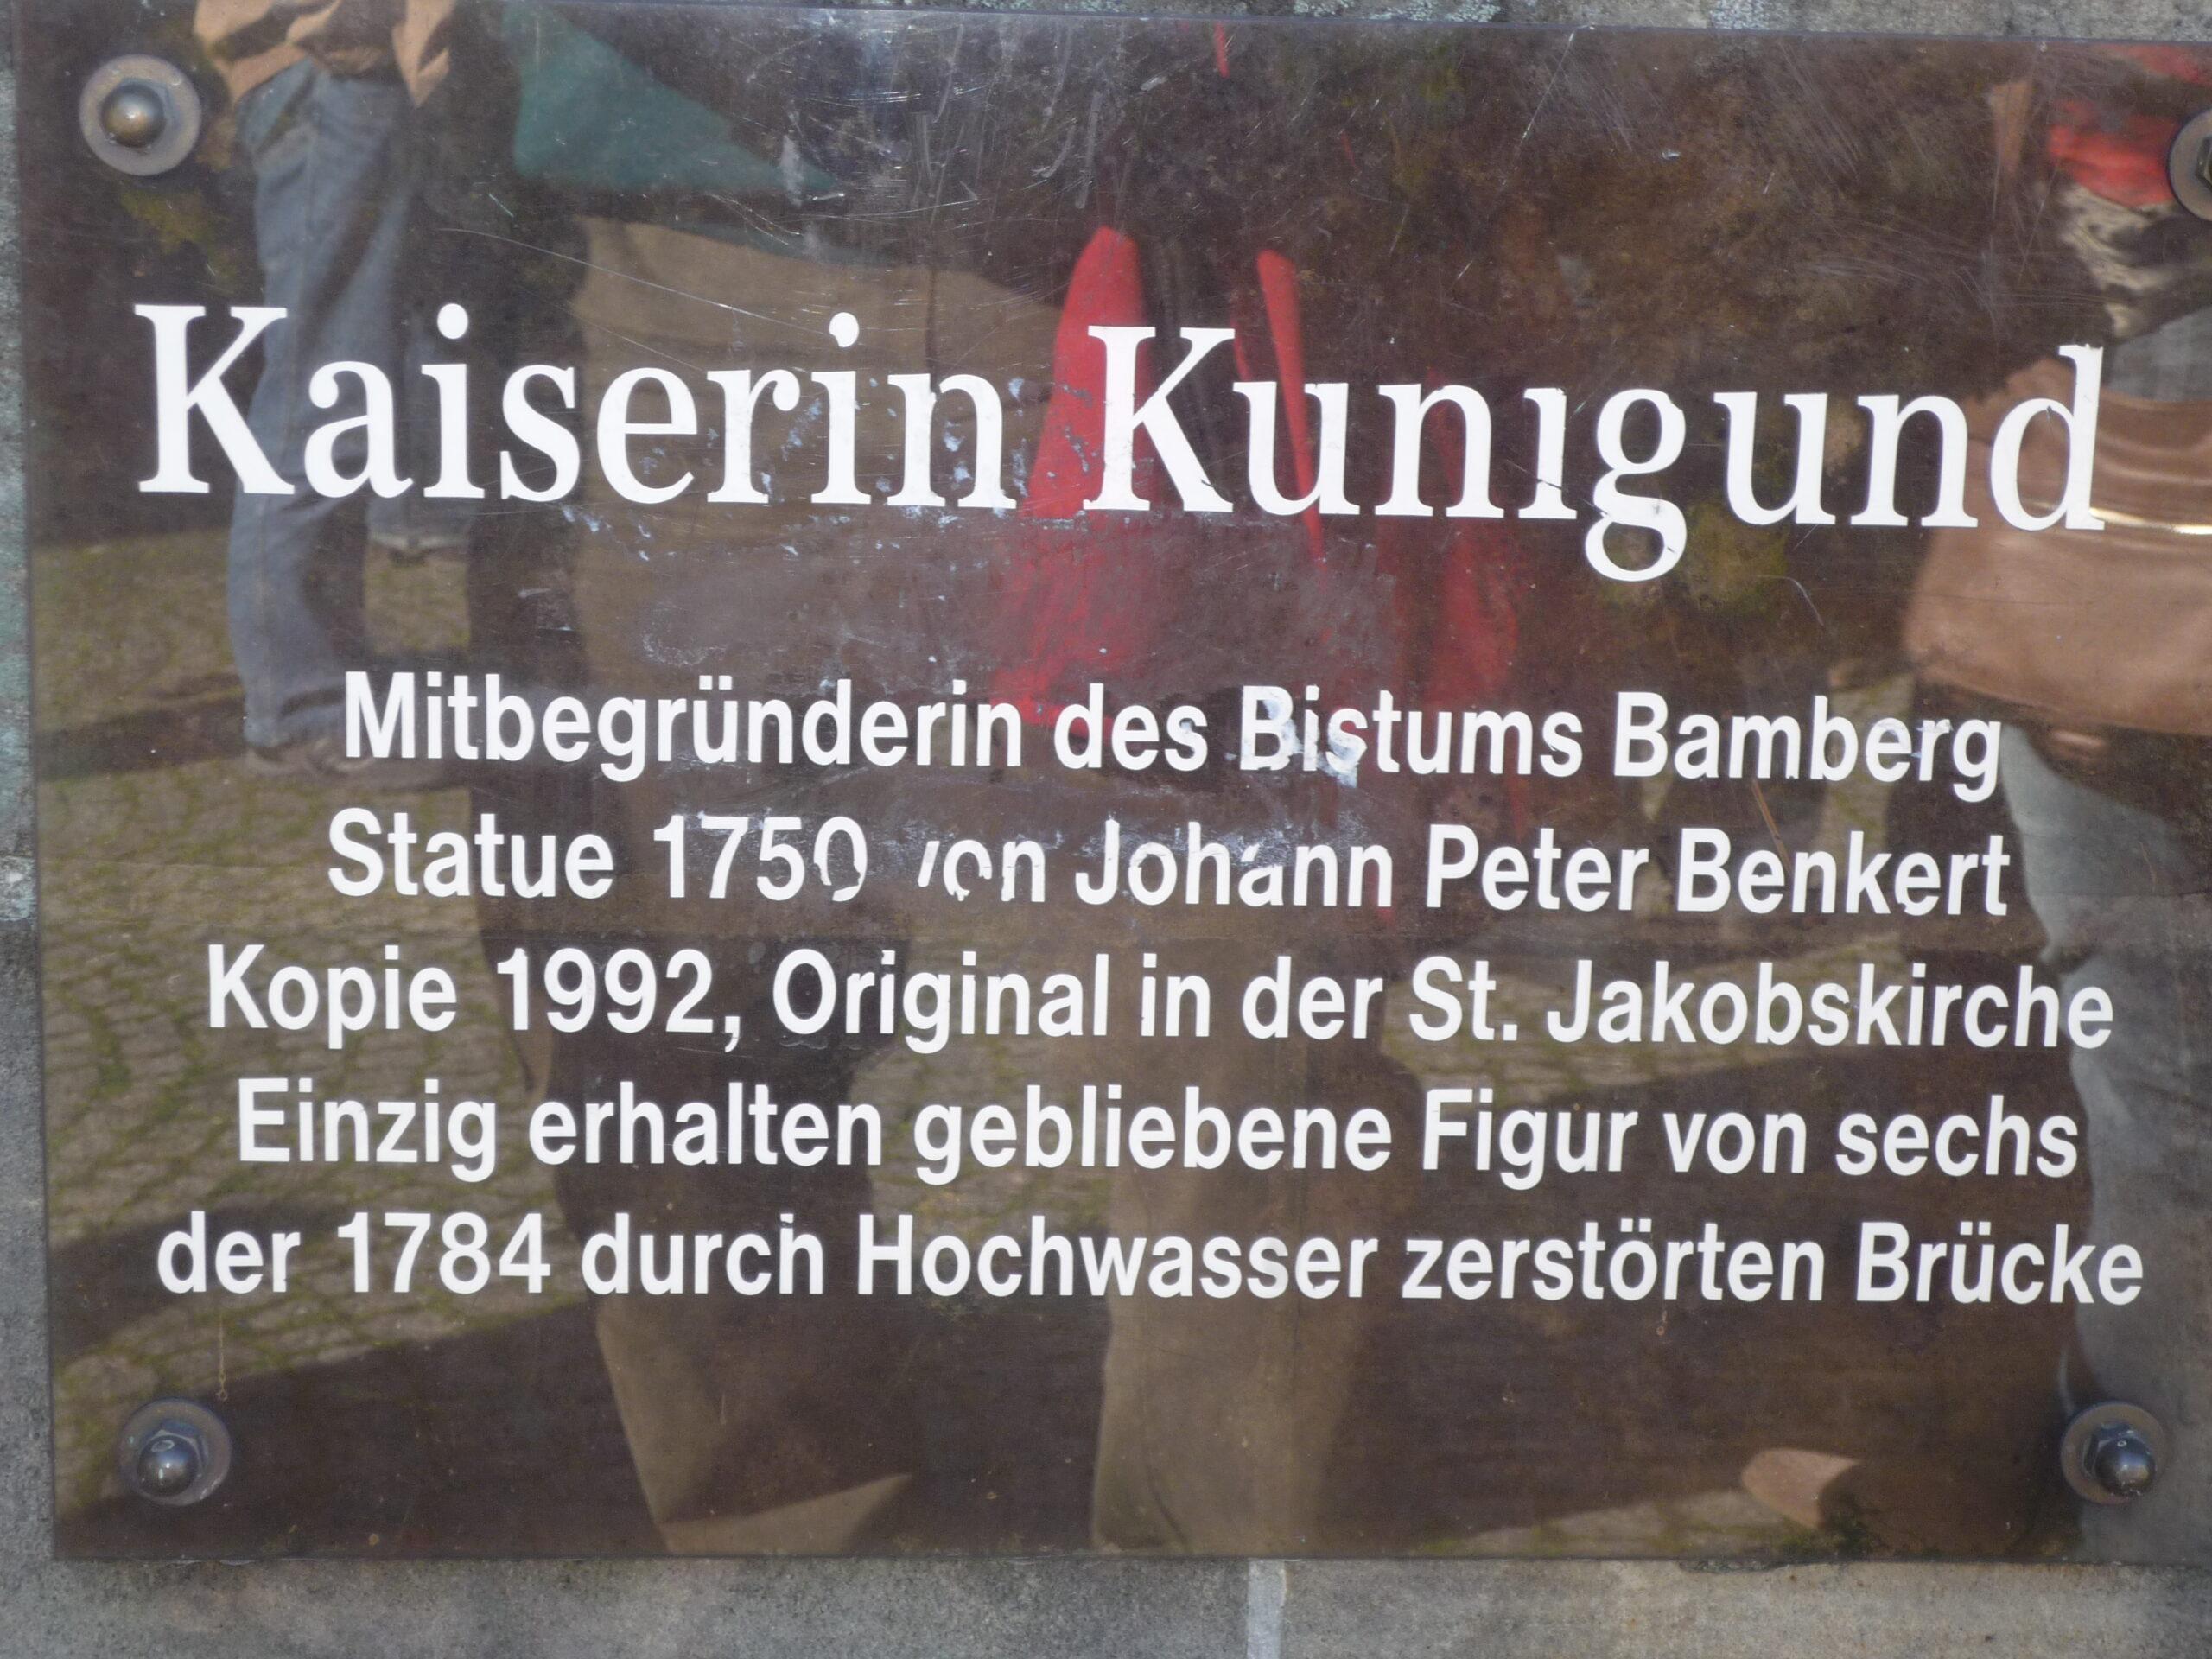 Kaiserin Kunigund
Mitbegründerin des Bistums Bamberg
Statue 1750 von Johann Peter Benkert
Kopie 1992, Original in der St. Jakobskirche
Einzig erhalten gebliebene Figur von sechs
der 1784 durch Hochwasser zerstörten Brücke